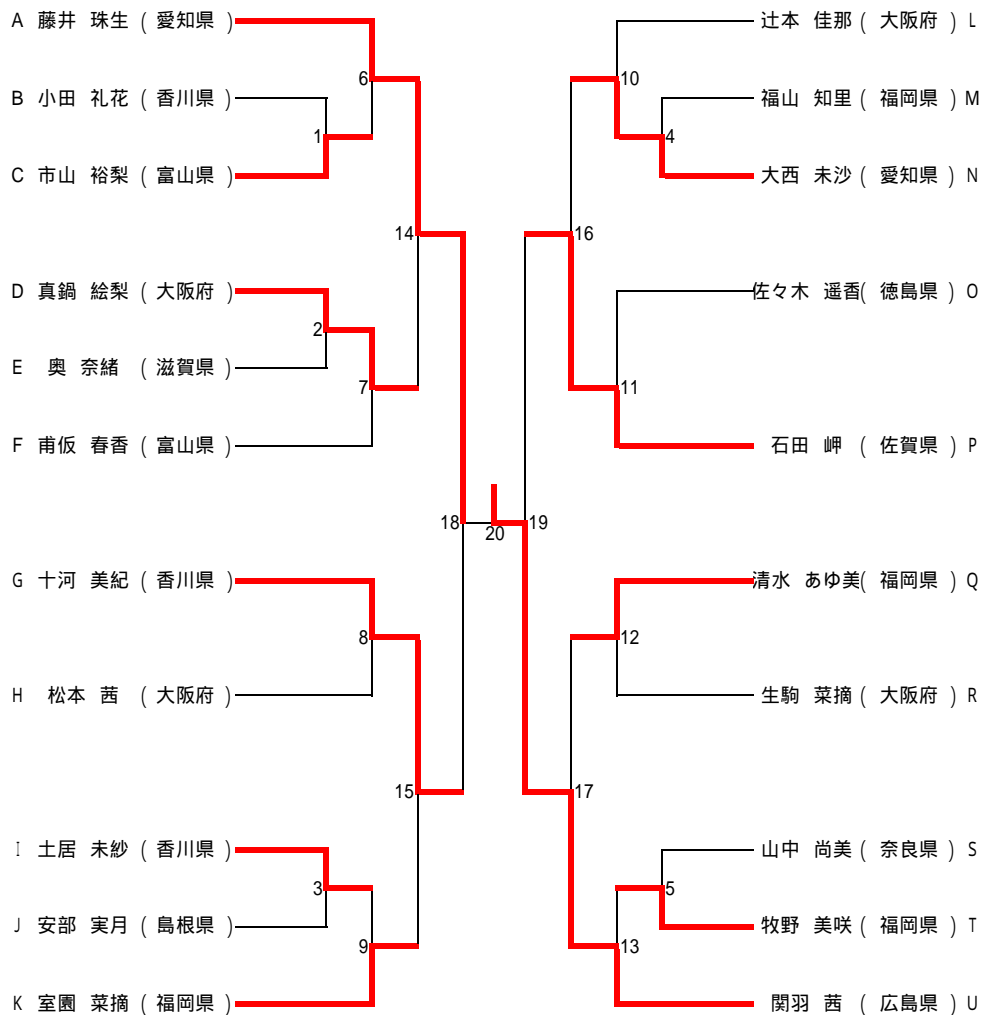 A 藤井 珠生 ( 愛知県 )
B 小田 礼花 ( 香川県 )
C 市山 裕梨 ( 富山県 )
D 真鍋 絵梨 ( 大阪府 )
E 奥 奈緒 ( 滋賀県 )
F 甫仮 春香 ( 富山県 )
G 十河 美紀 ( 香川県 )
H 松本 茜 ( 大阪府 )
I 土居 未紗 ( 香川県 )
J 安部 実月 ( 島根県 )
K 室園 菜摘 ( 福岡県 )
6
1
14
2
7
18
8
15
3
9
20
10
4
16
11
19
12
17
5
13
辻本 佳那 ( 大阪府 ) L
福山 知里 ( 福岡県 ) M
大西 未沙 ( 愛知県 ) N
佐々木 遥香 ( 徳島県 ) O
石田 岬 ( 佐賀県 ) P
清水 あゆ美 ( 福岡県 ) Q
生駒 菜摘 ( 大阪府 ) R
山中 尚美 ( 奈良県 ) S
牧野 美咲 ( 福岡県 ) T
関羽 茜 ( 広島県 ) U